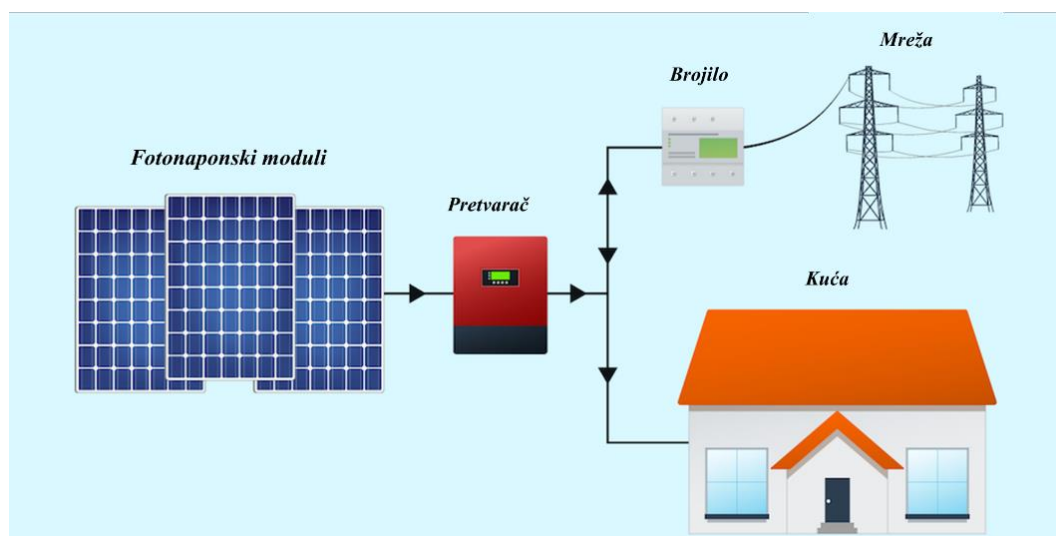 Mreža
Brojilo
Fotonaponski moduli
Pretvarač
Kuća